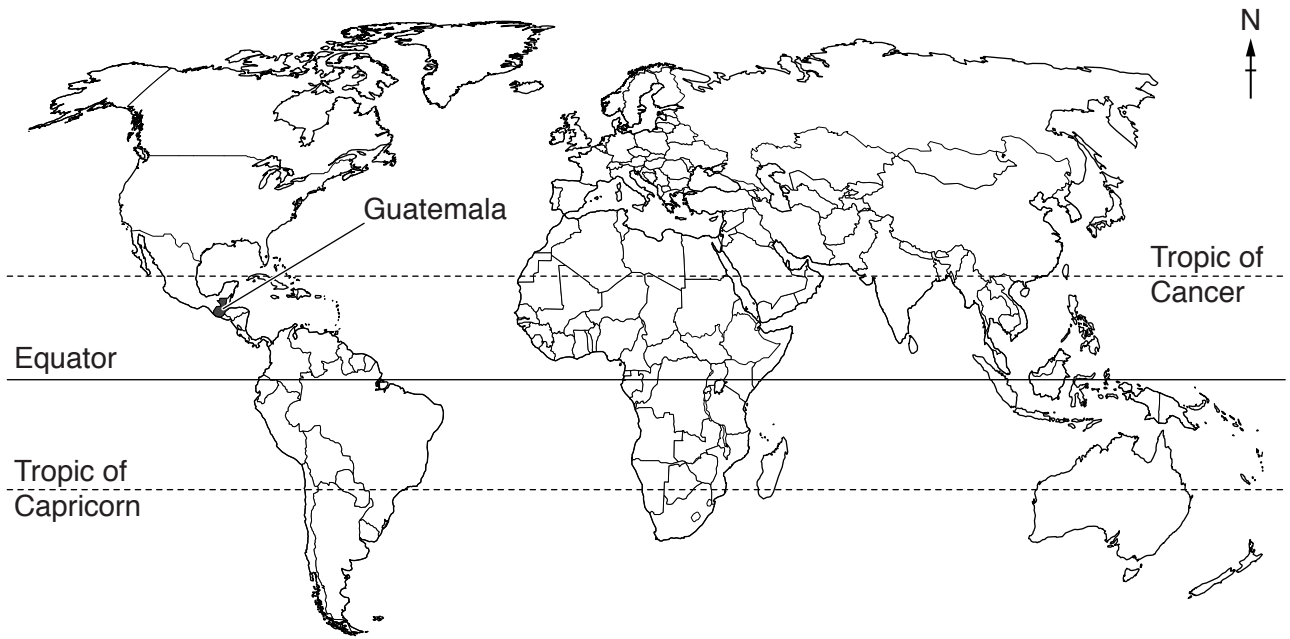 N
Guatemala
Tropic of
Cancer
Equator
Tropic of
Capricorn